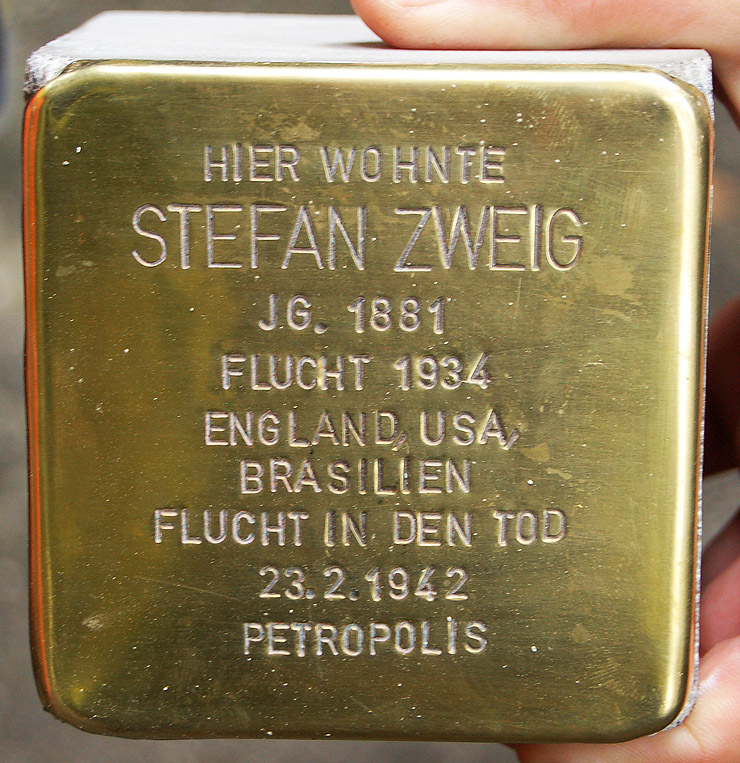 HIER WOHNTE
STEFAN ZWEIG
JG. 1881
FLUCHT 1934
ENGLAND, USA,
BRASILIEN
FLUCHT IN DEN TOD
23.2.1942
PETROPOLIS